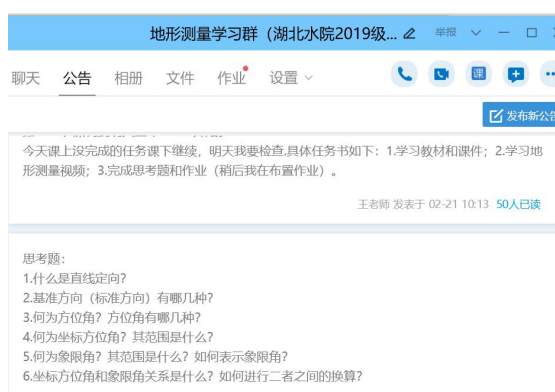 地形测量学习群（湖北水院2019级...
举报
聊天 公告 相册 文件 作业 设置
课
发布新公告
今天课上没完成的任务课下继续，明天我要检查.具体任务书如下：1.学习教材和课件；2.学习地
形测量视频；3.完成思考题和作业（稍后我在布置作业）。
王老师 发表于 02-21 10:13 50人已读
思考题：
1.什么是直线定向?
2.基准方向（标准方向）有哪几种?
3.何为方位角？方位角有哪几种?
4.何为坐标方位角？其范围是什么?
5.何为象限角？其范围是什么？如何表示象限角?
6.坐标方位角和象限角关系是什么？如何进行二者之间的换算?